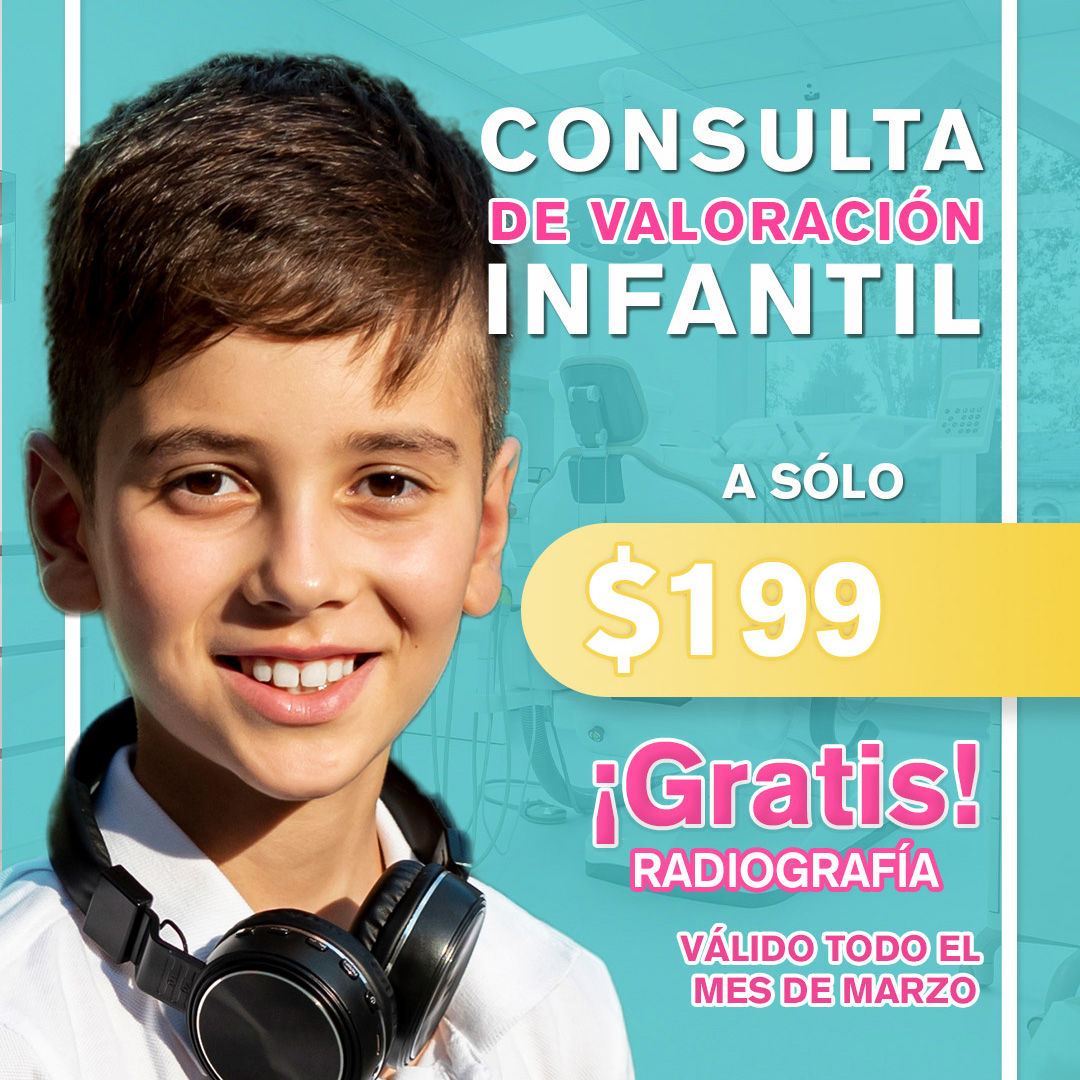 CONSULTA
DE VALORACIÓN
INFANTIL
A SÓLO
$199
¡Gratis!
RADIOGRAFÍA
VÁLIDO TODO EL
MES DE MARZO